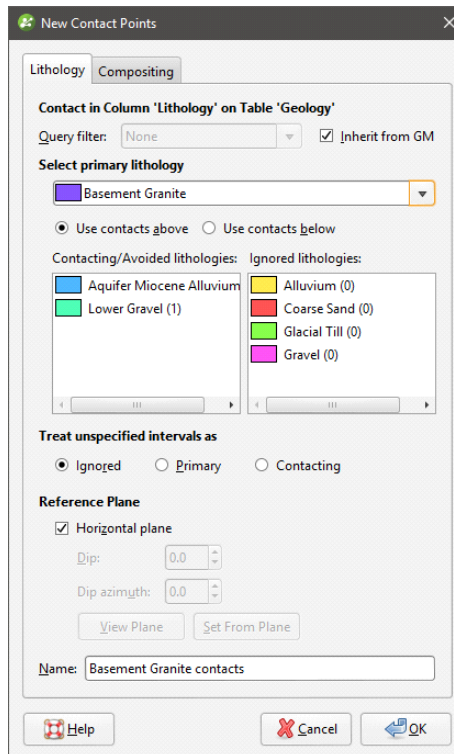 New Contact Points
Lithology Compositing
Contact in Column 'Lithology' on Table 'Geology'
Query filter: None Inherit from GM
Select primary lithology
Basement Granite
Use contacts above Use contacts below
Contacting/Avoided lithologies: Ignored lithologies:
Aquifer Miocene Alluvium Alluvium (0)
Lower Gravel (1) Coarse Sand (0)
Glacial Till (0)
Gravel (0)
Treat unspecified intervals as
Ignored Primary Contacting
Reference Plane
Horizontal plane
Dip: 0.0
Dip azimuth: 0.0
View Plane Set From Plane
Name: Basement Granite contacts
Help Cancel OK